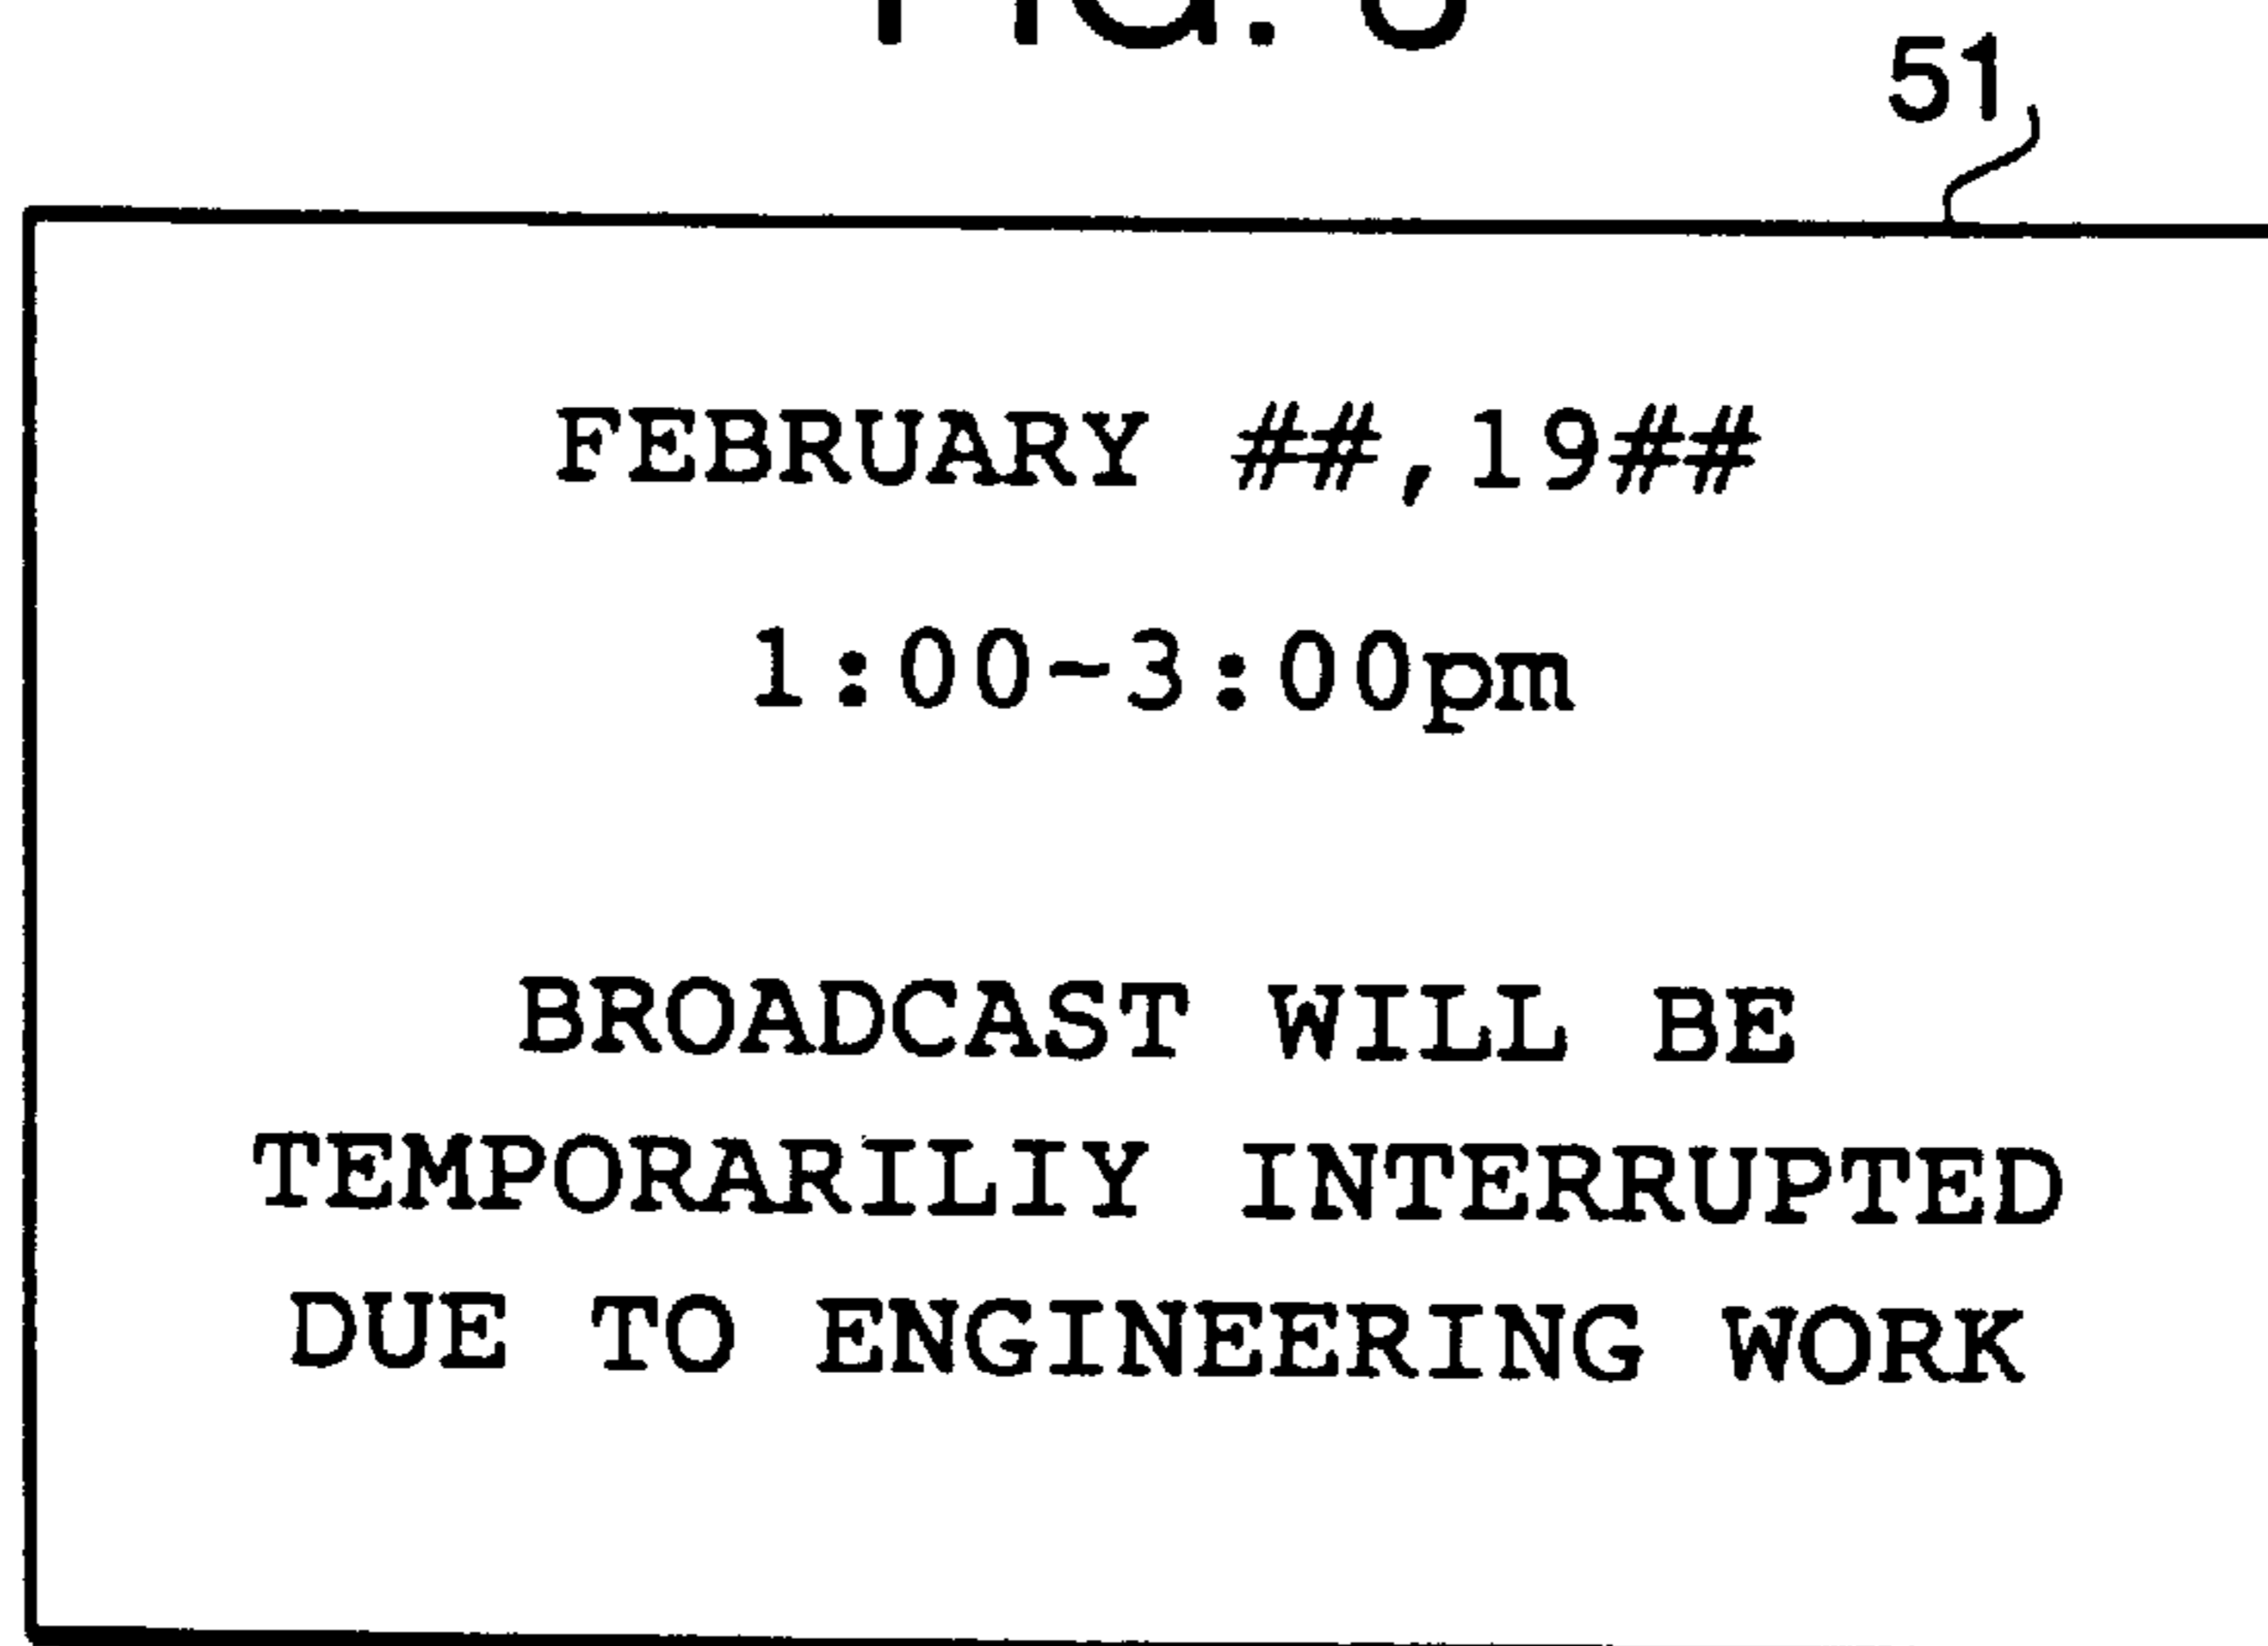 51
FEBRUARY ##,19##
1:00-3:00pm
BROADCAST WILL BE
TEMPORARILIY INTERRUPTED
DUE TO ENGINEERING WORK